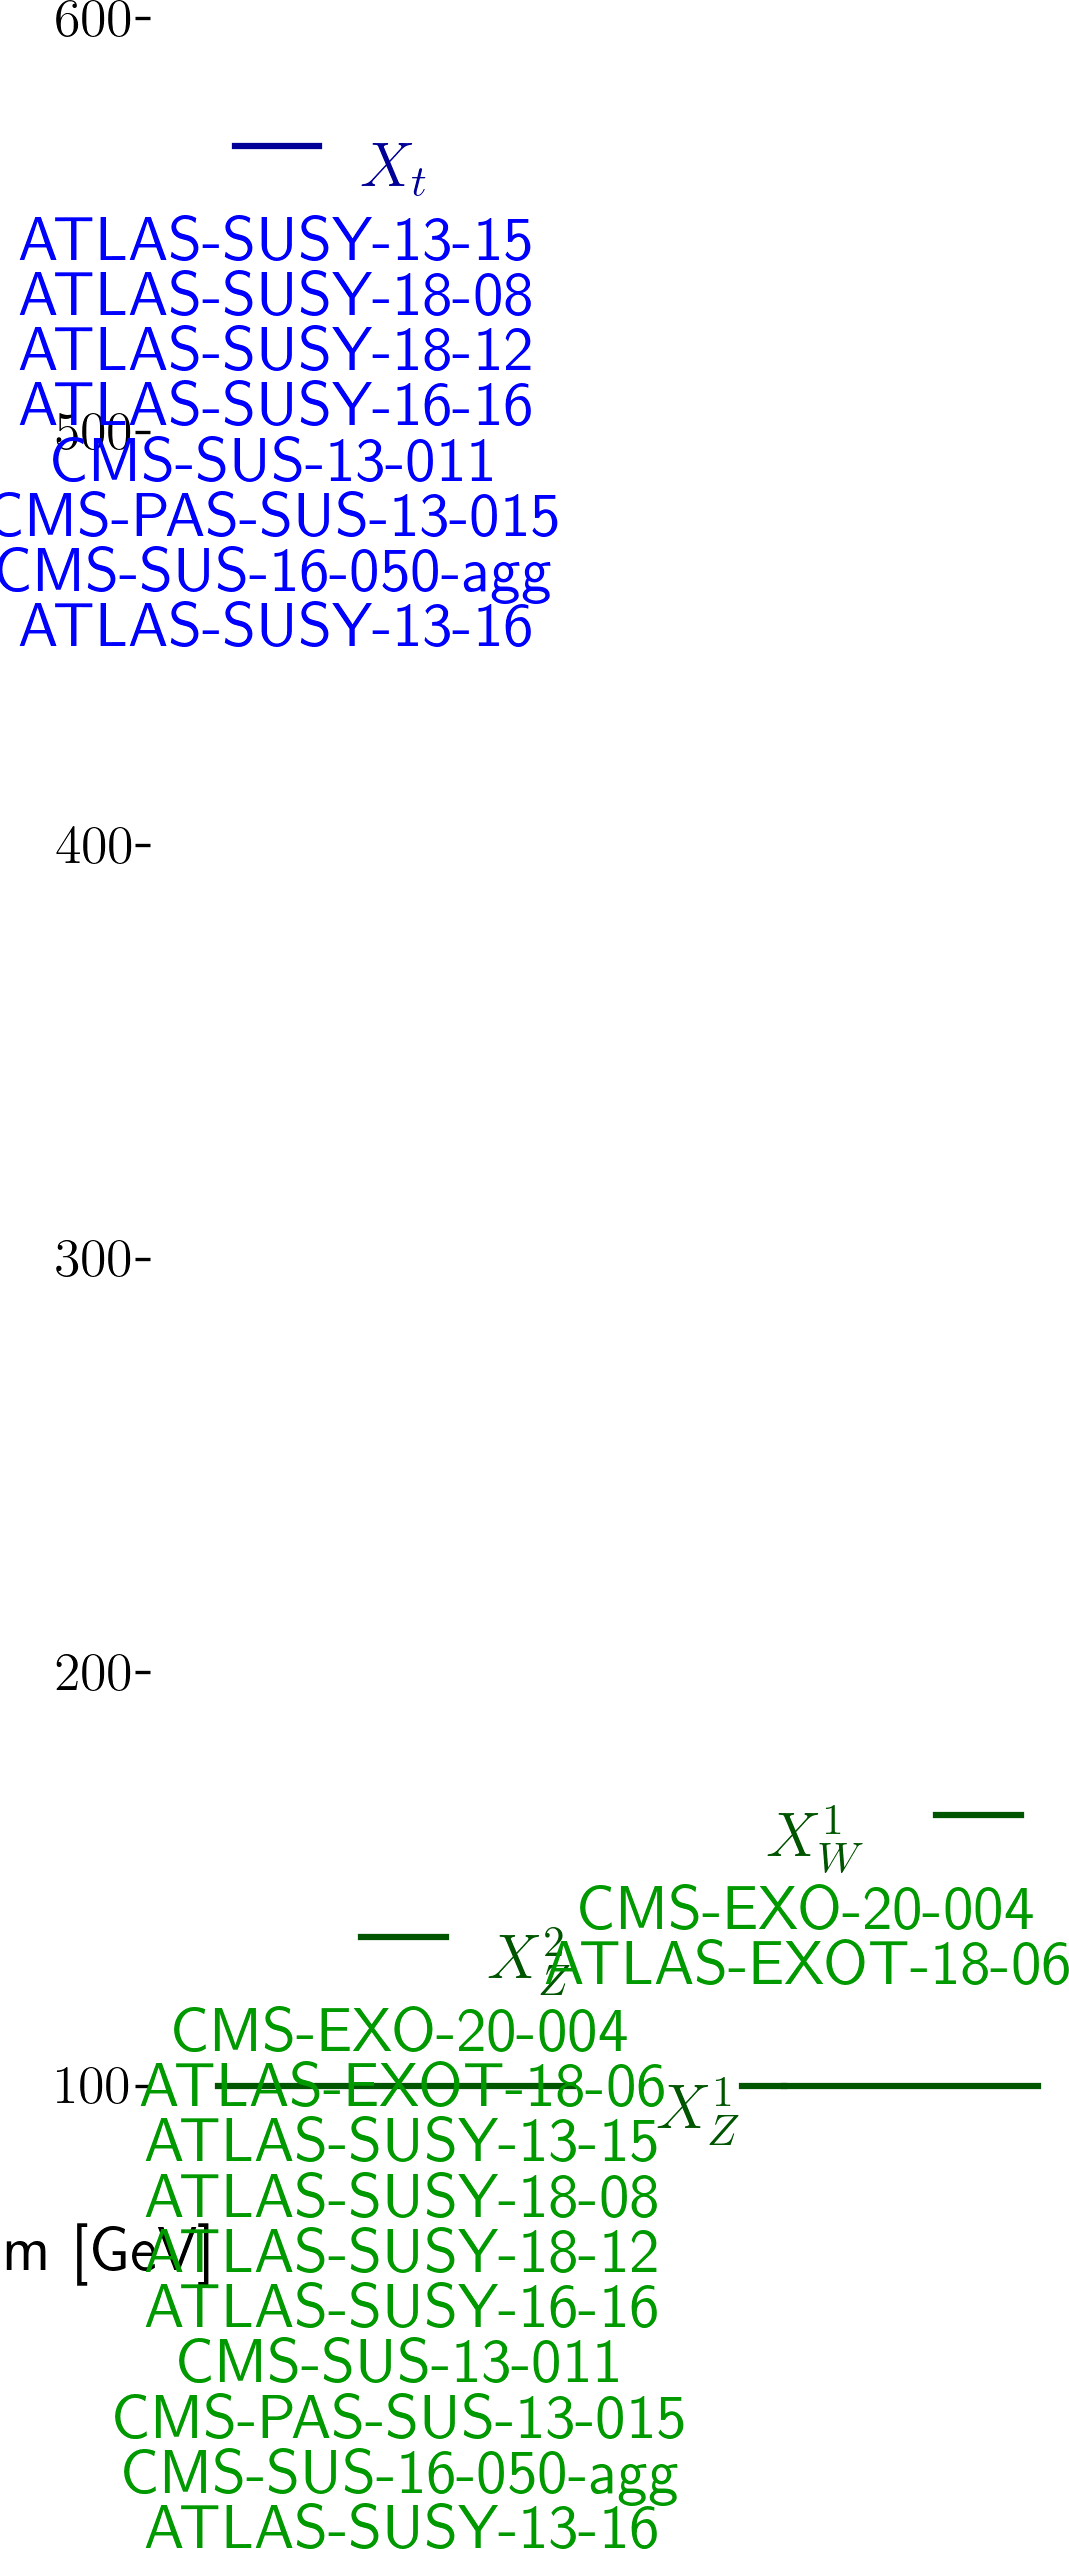 600
X_t
ATLAS-SUSY-13-15
ATLAS-SUSY-18-08
ATLAS-SUSY-18-12
ATLAS-SUSY-16-16
500
CMS-SUS-13-011
CMS-PAS-SUS-13-015
CMS-SUS-16-050-agg
ATLAS-SUSY-13-16
400
300
200
X_W^1
CMS-EXO-20-004
ATLAS-EXOT-18-06
X_Z^2
CMS-EXO-20-004
100
ATLAS-EXOT-18-06
X_Z^1
ATLAS-SUSY-13-15
ATLAS-SUSY-18-08
m [GeV]
ATLAS-SUSY-18-12
ATLAS-SUSY-16-16
CMS-SUS-13-011
CMS-PAS-SUS-13-015
CMS-SUS-16-050-agg
ATLAS-SUSY-13-16